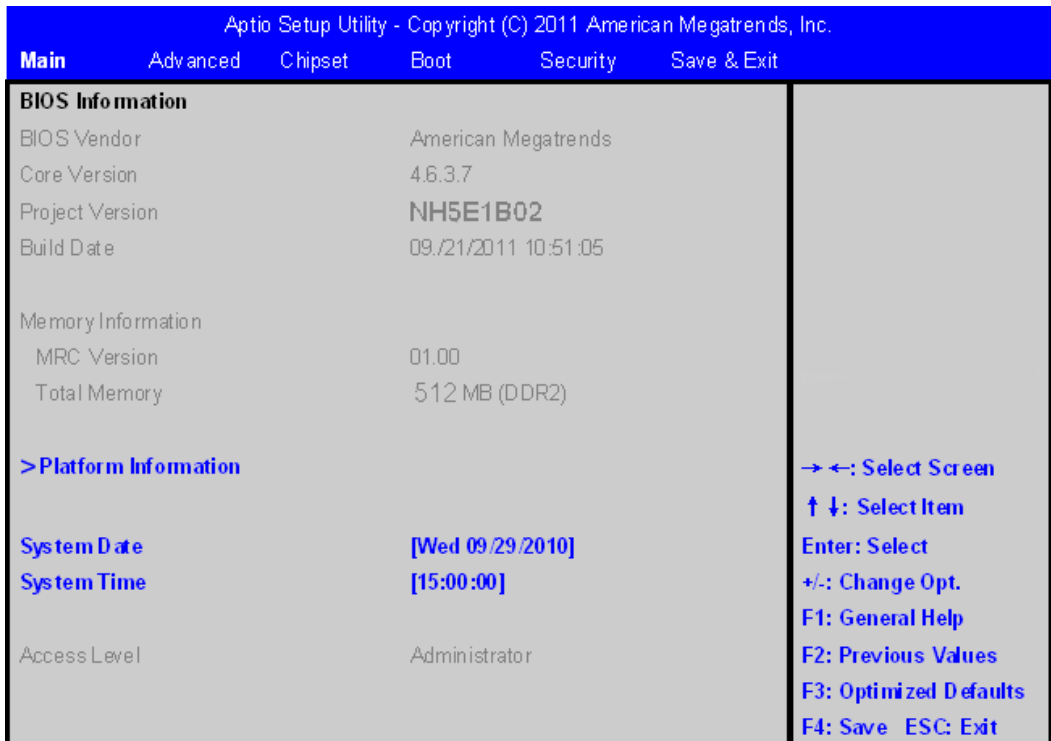 Aptio Setup Utility - Copyright (C) 2011 American Megatrends, Inc.
Main Advanced Chipset Boot Security Save & Exit
BIOS Information
BIOS Vendor American Megatrends
Core Version 4.6.3.7
Project Version NH5E1B02
Build Date 09./21/2011 10:51:05
Memory Information
MRC Version 01.00
Total Memory 512 MB (DDR2)
>Platform Information
System Date [Wed 09/29/2010]
System Time [15:00:00]
Access Level Administrator
→ ←: Select Screen
↑ ↓: Select Item
Enter: Select
+/-: Change Opt.
F1: General Help
F2: Previous Values
F3: Optimized Defaults
F4: Save ESC: Exit